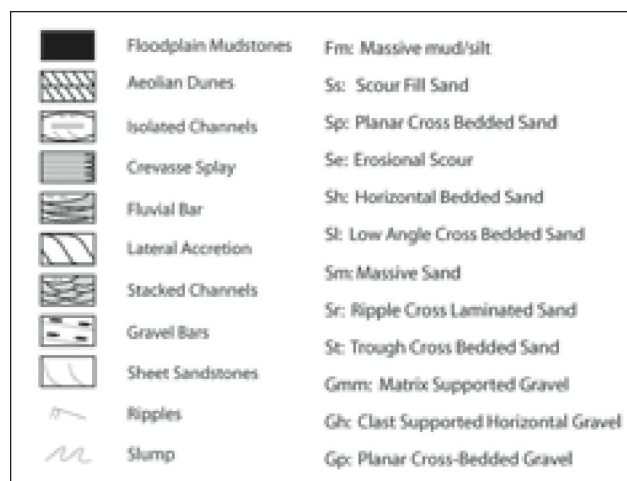 Floodplain Mudstones
Aeolian Dunes
Isolated Channels
Crevasse Splay
Fluvial Bar
Lateral Accretion
Stacked Channels
Gravel Bars
Sheet Sandstones
Ripples
Slump
Fm: Massive mud/silt
Ss: Scour Fill Sand
Sp: Planar Cross Bedded Sand
Se: Erosional Scour
Sh: Horizontal Bedded Sand
Sl: Low Angle Cross Bedded Sand
Sm: Massive Sand
Sr: Ripple Cross Laminated Sand
St: Trough Cross Bedded Sand
Gmm: Matrix Supported Gravel
Gh: Clast Supported Horizontal Gravel
Gp: Planar Cross-Bedded Gravel